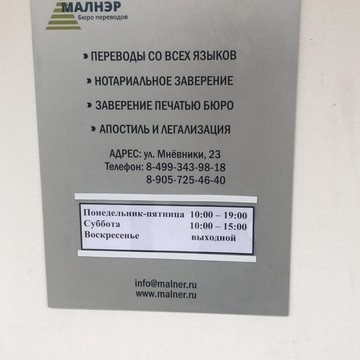 МАЛНЭР
Бюро переводов
» ПЕРЕВОДЫ СО ВСЕХ ЯЗЫКОВ
» НОТАРИАЛЬНОЕ ЗАВЕРЕНИЕ
» ЗАВЕРЕНИЕ ПЕЧАТЬЮ БЮРО
» АПОСТИЛЬ И ЛЕГАЛИЗАЦИЯ
АДРЕС: ул. Мнёвники, 23
Телефон: 8-499-343-98-18
8-905-725-46-40
Понедельник-пятница 10:00 – 19:00
Суббота 10:00 – 15:00
Воскресенье выходной
info@malner.ru
www.malner.ru